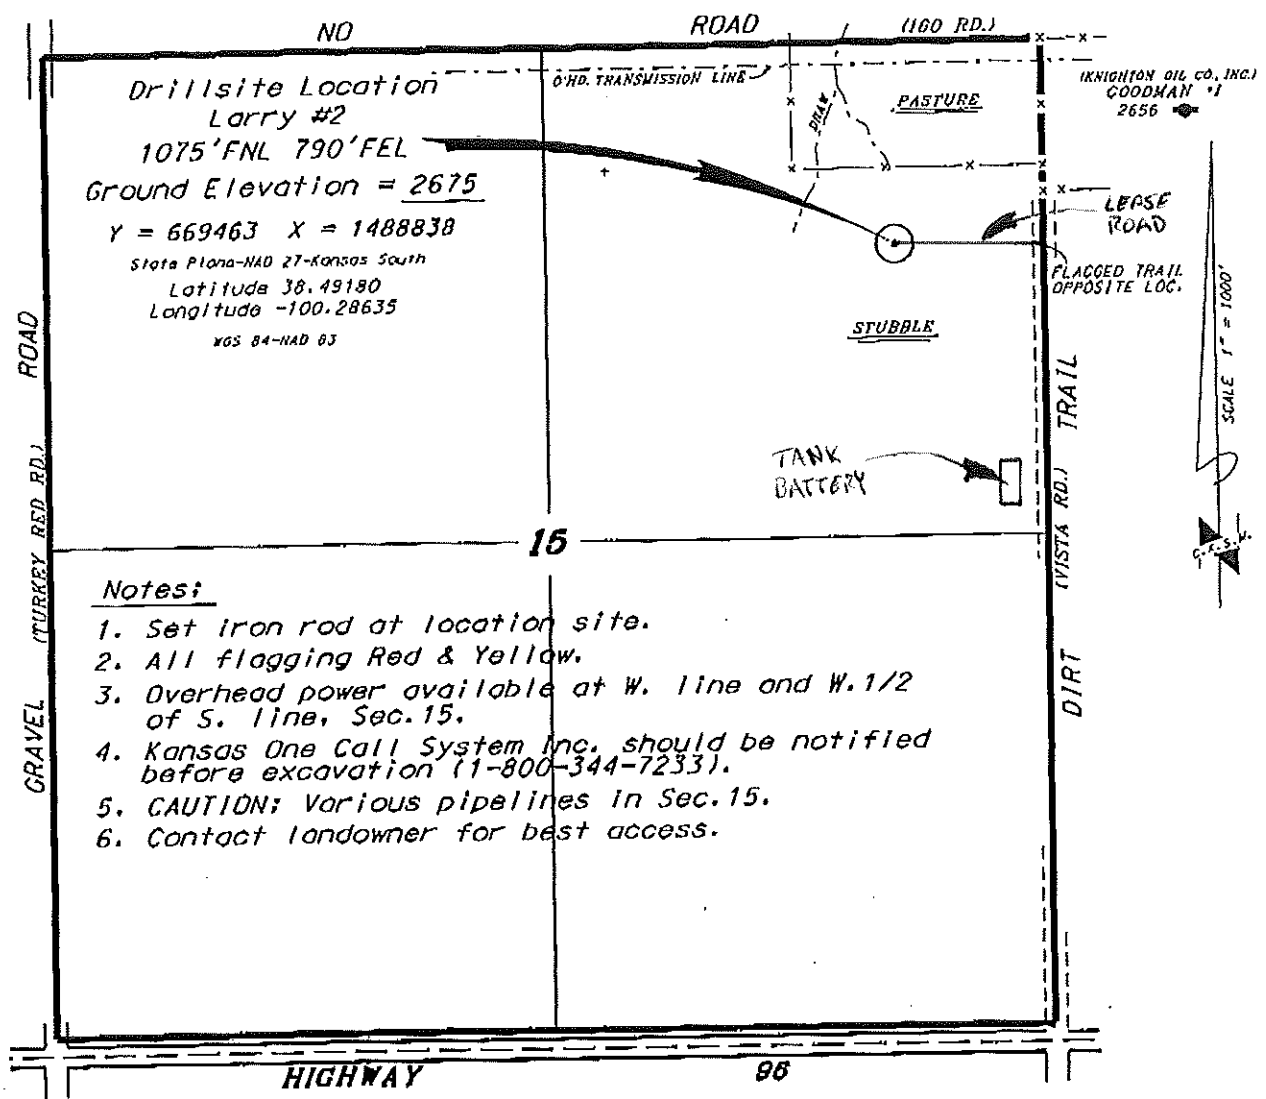 NO ROAD (160 RD.)
Drillsite Location
Larry #2
1075'FNL 790'FEL
Ground Elevation = 2675
Y = 669463 X = 1488838
State Plane-NAD 27-Kansas South
Latitude 38.49180
Longitude -100.28635
WGS 84-NAD 83
O'HD. TRANSMISSION LINE
DRAW
PASTURE
(KNIGHTON OIL CO., INC.)
GOODMAN #1
2656
LEASE
ROAD
FLAGGED TRAIL
OPPOSITE LOC.
STUBBLE
SCALE 1" = 1000'
C.K.S.W.
TANK
BATTERY
15
GRAVEL (TURKEY RED RD.) ROAD
DIRT (VISTA RD.) TRAIL
Notes:
1. Set iron rod at location site.
2. All flagging Red & Yellow.
3. Overhead power available at W. line and W.1/2
of S. line, Sec.15.
4. Kansas One Call System Inc. should be notified
before excavation (1-800-344-7233).
5. CAUTION: Various pipelines in Sec.15.
6. Contact landowner for best access.
HIGHWAY 96